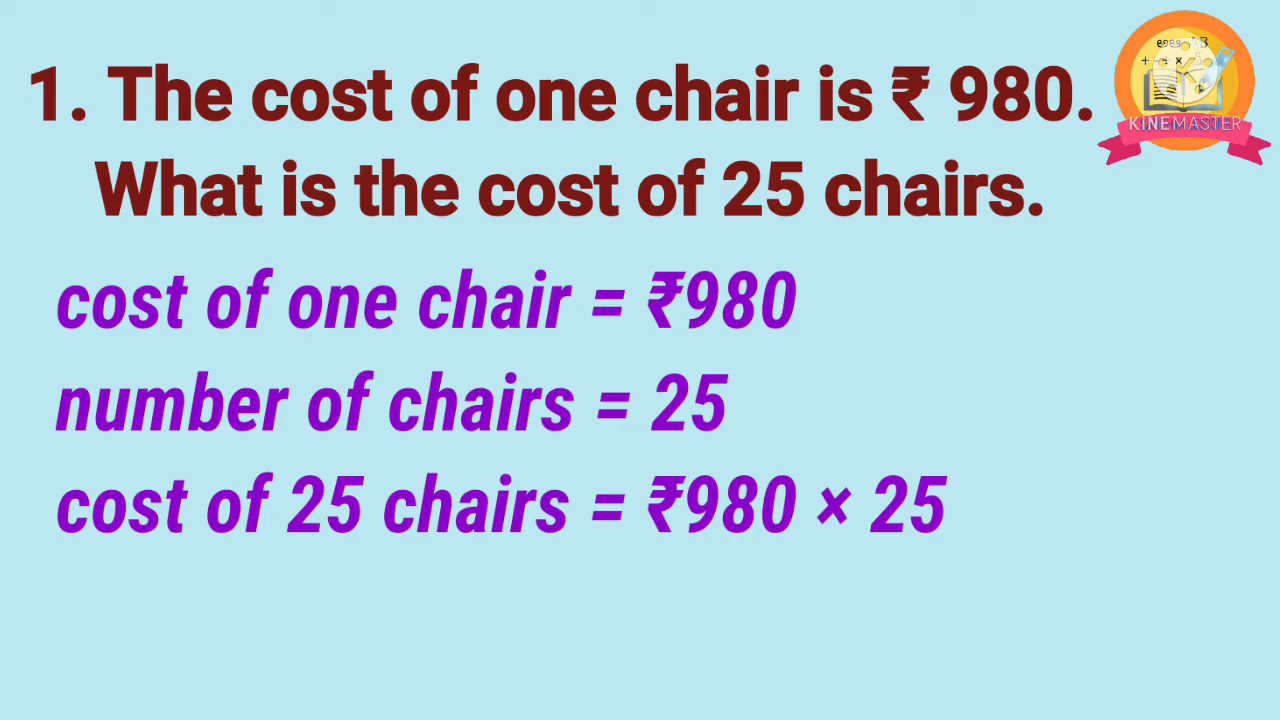 1. The cost of one chair is ₹ 980.
What is the cost of 25 chairs.
cost of one chair = ₹980
number of chairs = 25
cost of 25 chairs = ₹980 × 25
KINEMASTER